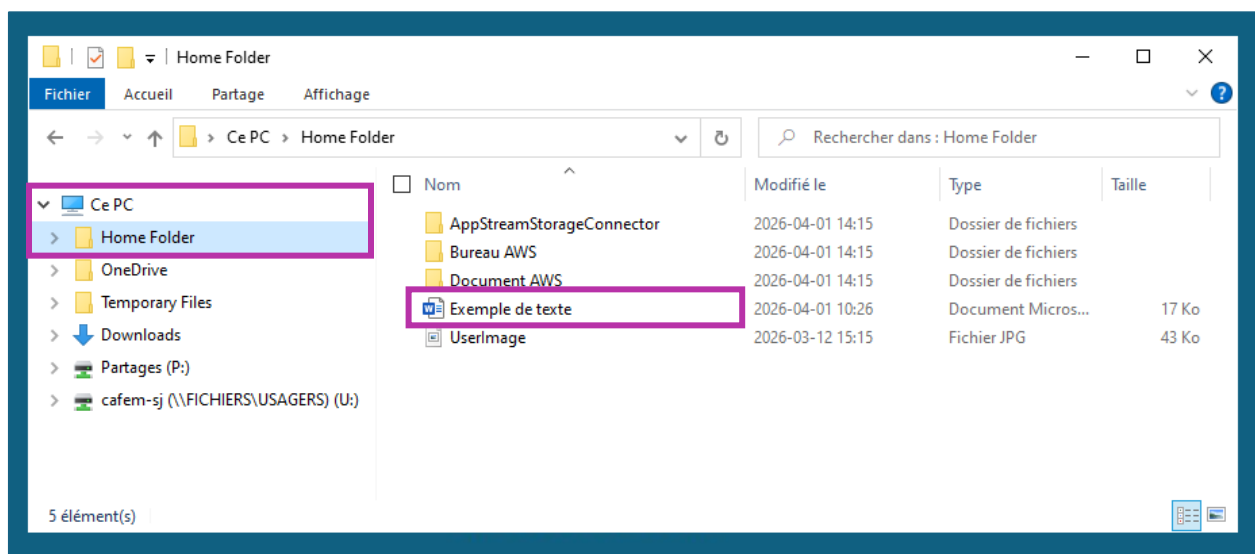 Home Folder
Fichier Accueil Partage Affichage
Ce PC > Home Folder
Rechercher dans : Home Folder
Nom Modifié le Type Taille
Ce PC
Home Folder
OneDrive
Temporary Files
Downloads
Partages (P:)
cafem-sj (\\FICHIERS\USAGERS) (U:)
AppStreamStorageConnector 2026-04-01 14:15 Dossier de fichiers
Bureau AWS 2026-04-01 14:15 Dossier de fichiers
Document AWS 2026-04-01 14:15 Dossier de fichiers
Exemple de texte 2026-04-01 10:26 Document Micros... 17 Ko
UserImage 2026-03-12 15:15 Fichier JPG 43 Ko
5 élément(s)